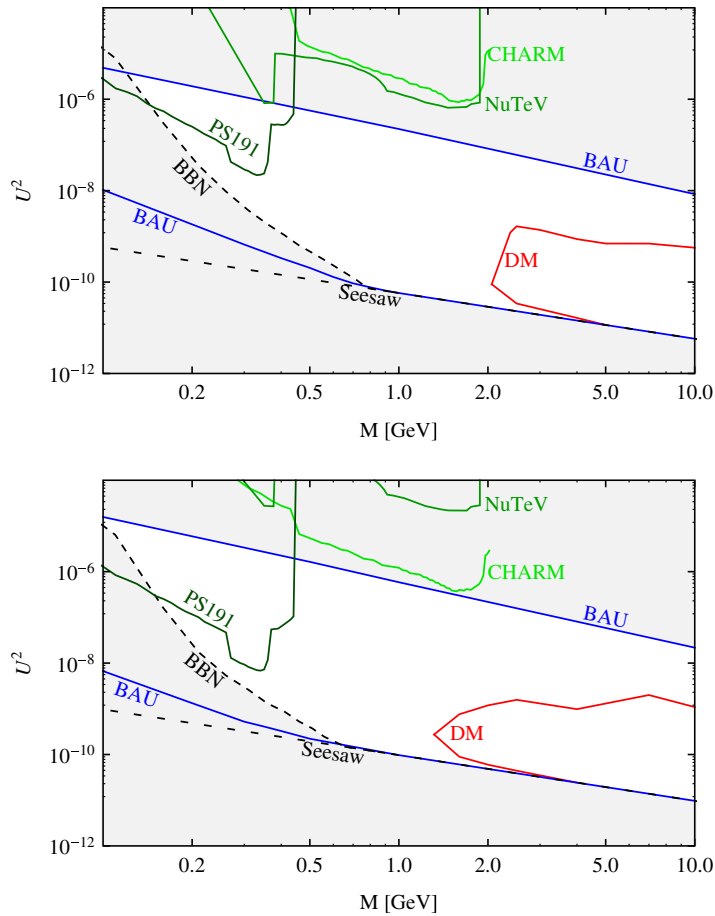 CHARM
NuTeV
10^-6
PS191
BAU
BBN
U^2
10^-8
BAU
DM
10^-10
Seesaw
10^-12
0.2 0.5 1.0 2.0 5.0 10.0
M [GeV]
NuTeV
10^-6
CHARM
PS191
BAU
U^2
10^-8
BBN
BAU
DM
10^-10
Seesaw
10^-12
0.2 0.5 1.0 2.0 5.0 10.0
M [GeV]